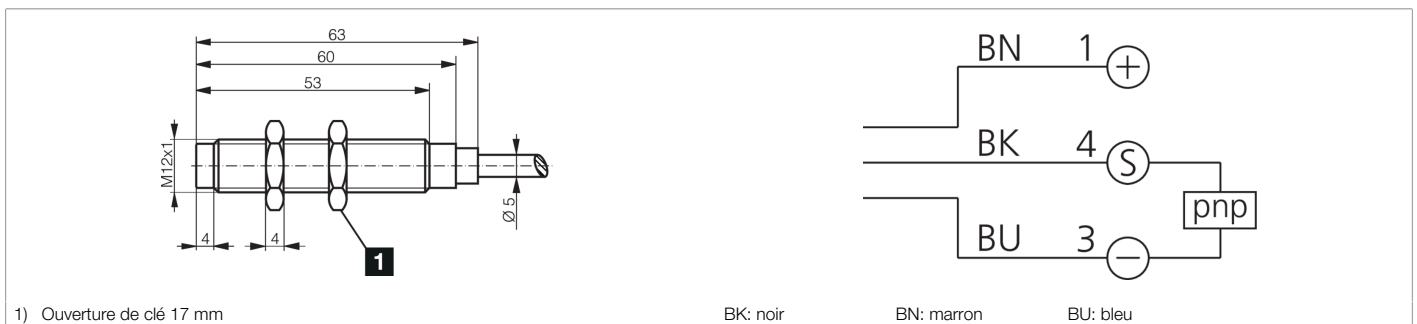 63
60
53
M12x1
4
4
Ø 5
1
BN 1 +
BK 4 S
pnp
BU 3 −
1) Ouverture de clé 17 mm
BK: noir BN: marron BU: bleu